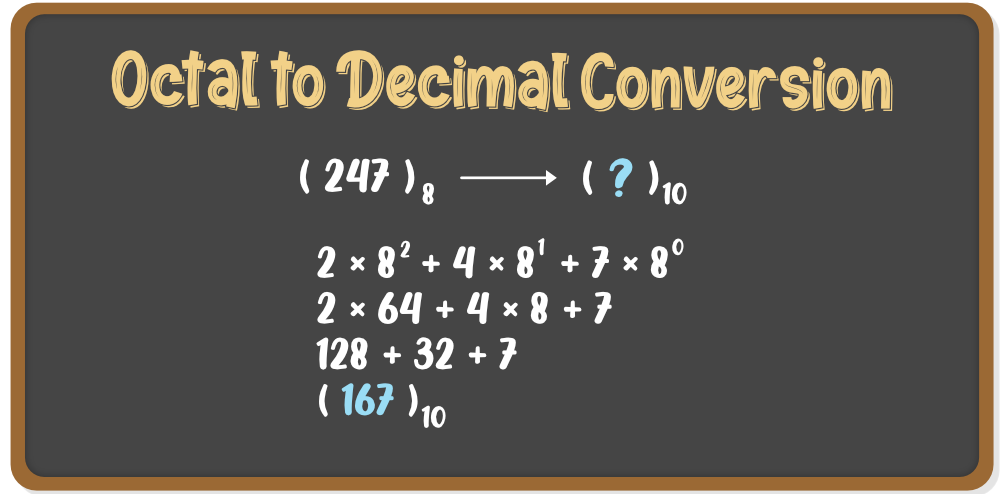 Octal to Decimal Conversion
( 247 )₈ ⟶ ( ? )₁₀
2 × 8² + 4 × 8¹ + 7 × 8⁰
2 × 64 + 4 × 8 + 7
128 + 32 + 7
( 167 )₁₀